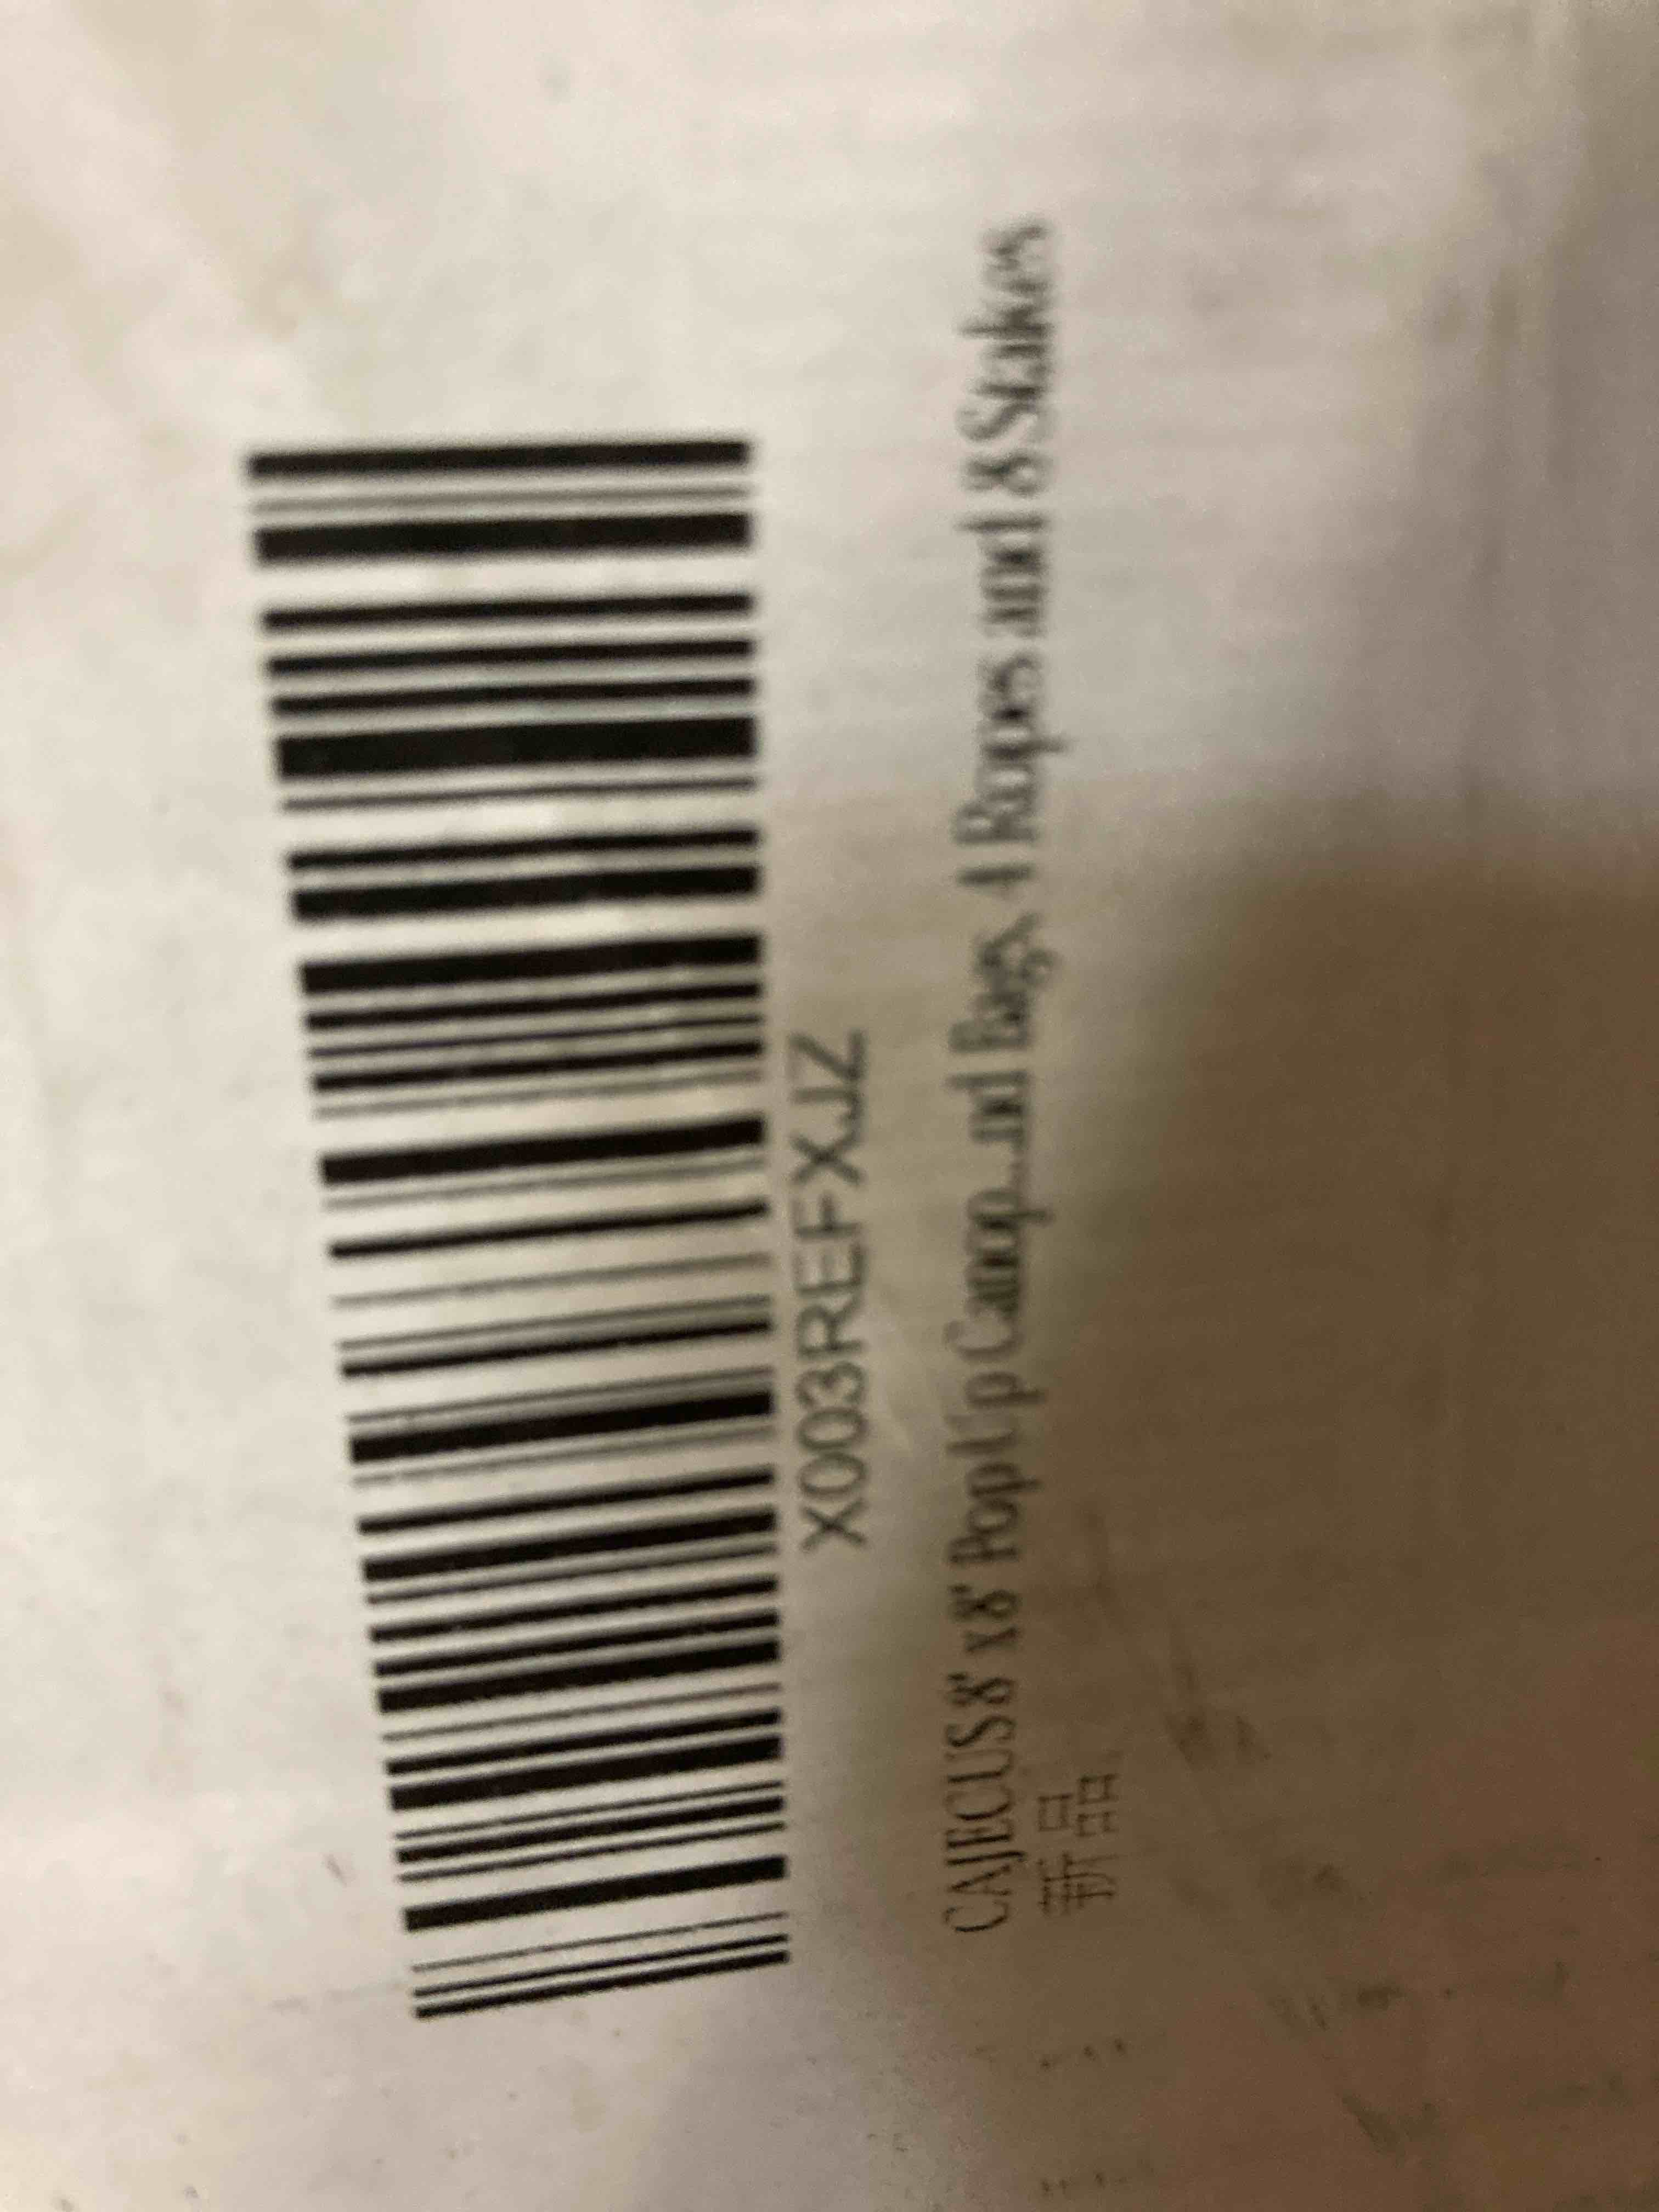 X003REFXJZ
CAJECUS 8' x 8' Pop Up Canop...nd Bags, 4 Ropes and 8 Stakes
新品